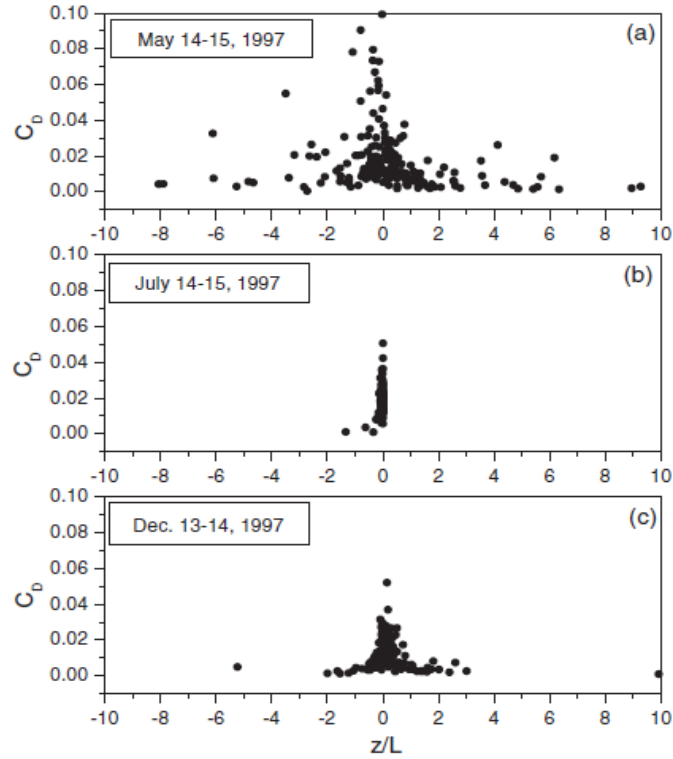 0.10
May 14-15, 1997
(a)
0.08
0.06
C_D
0.04
0.02
0.00
-10 -8 -6 -4 -2 0 2 4 6 8 10
0.10
July 14-15, 1997
(b)
0.08
0.06
C_D
0.04
0.02
0.00
-10 -8 -6 -4 -2 0 2 4 6 8 10
0.10
Dec. 13-14, 1997
(c)
0.08
0.06
C_D
0.04
0.02
0.00
-10 -8 -6 -4 -2 0 2 4 6 8 10
z/L